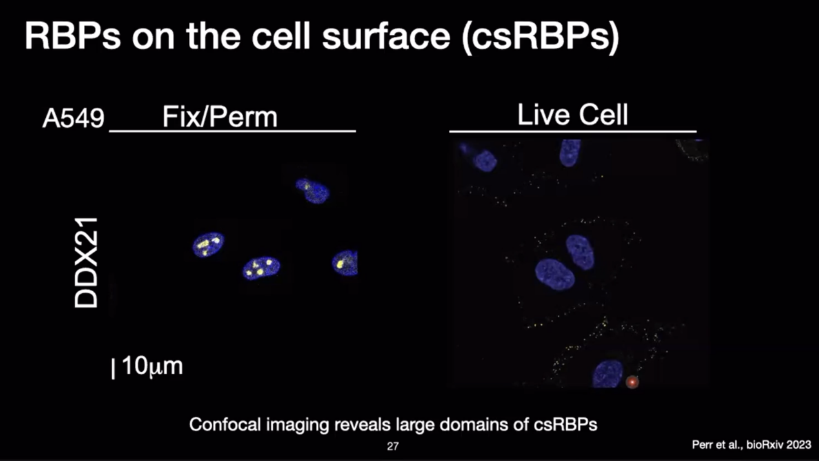 RBPs on the cell surface (csRBPs)
A549
Fix/Perm
Live Cell
DDX21
10μm
Confocal imaging reveals large domains of csRBPs
27
Perr et al., bioRxiv 2023